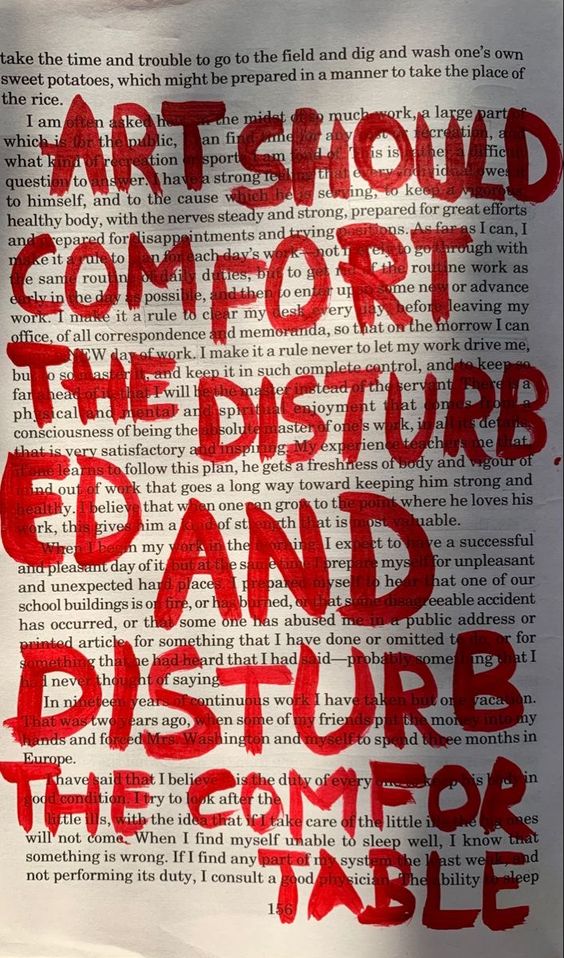 ART SHOULD
COMFORT
THE DISTURB
ED AND
DISTURB
THE COMFOR
TABLE
take the time and trouble to go to the field and dig and wash one's own
sweet potatoes, which might be prepared in a manner to take the place of
the rice.
I am often asked how in the midst of so much work, a large part of
which is for the public, I can find time for any rest or recreation, and
what kind of recreation or sport I am fond of. This is rather a difficult
question to answer. I have a strong feeling that every individual owes it
to himself, and to the cause which he is serving, to keep a vigorous
healthy body, with the nerves steady and strong, prepared for great efforts
and prepared for disappointments and trying positions. As far as I can, I
make it a rule to plan for each day's work—not merely to go through with
the same round of daily duties, but to get rid of the routine work as
early in the day as possible, and then to enter upon some new or advance
work. I make it a rule to clear my desk every day, before leaving my
office, of all correspondence and memoranda, so that on the morrow I can
NEW day of work. I make it a rule never to let my work drive me,
but to so master it, and keep it in such complete control, and to keep so
far ahead of it, that I will be the master instead of the servant. There is a
physical and mental and spiritual enjoyment that comes from a
consciousness of being the absolute master of one's work, in all its details,
that is very satisfactory and inspiring. My experience teachers me that
if one learns to follow this plan, he gets a freshness of body and vigour of
mind out of work that goes a long way toward keeping him strong and
healthy. I believe that when one can grow to the point where he loves his
work, this gives him a kind of strength that is most valuable.
When I begin my work in the morning, I expect to have a successful
and pleasant day of it, but at the same time I prepare myself for unpleasant
and unexpected hard places. I prepared myself to hear that one of our
school buildings is on fire, or has burned, or that some disagreeable accident
has occurred, or that some one has abused me in a public address or
printed article, for something that I have done or omitted to do, or for
something that he had heard that I had said—probably something that I
had never thought of saying.
In nineteen years of continuous work I have taken but one vacation.
That was two years ago, when some of my friends put the money into my
hands and forced Mrs. Washington and myself to spend three months in
Europe.
I have said that I believe it is the duty of every one to keep his body in
good condition. I try to look after the
little ills, with the idea that if I take care of the little ills the big ones
will not come. When I find myself unable to sleep well, I know that
something is wrong. If I find any part of my system the least weak, and
not performing its duty, I consult a good physician. The ability to sleep
156